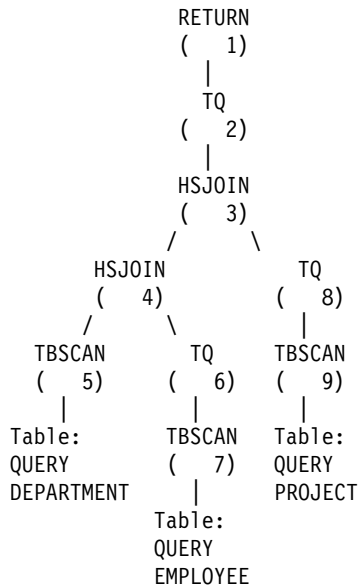 RETURN
( 1)
|
TQ
( 2)
|
HSJOIN
( 3)
/ \
HSJOIN TQ
( 4) ( 8)
/ \ |
TBSCAN TQ TBSCAN
( 5) ( 6) ( 9)
| | |
Table: TBSCAN Table:
QUERY ( 7) QUERY
DEPARTMENT | PROJECT
Table:
QUERY
EMPLOYEE